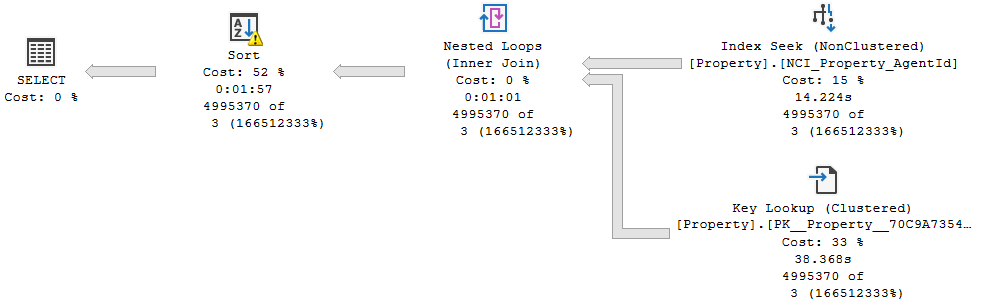 SELECT
Cost: 0 %
A
Z
Sort
Cost: 52 %
0:01:57
4995370 of
3 (166512333%)
Nested Loops
(Inner Join)
Cost: 0 %
0:01:01
4995370 of
3 (166512333%)
Index Seek (NonClustered)
[Property].[NCI_Property_AgentId]
Cost: 15 %
14.224s
4995370 of
3 (166512333%)
Key Lookup (Clustered)
[Property].[PK__Property__70C9A7354…
Cost: 33 %
38.368s
4995370 of
3 (166512333%)